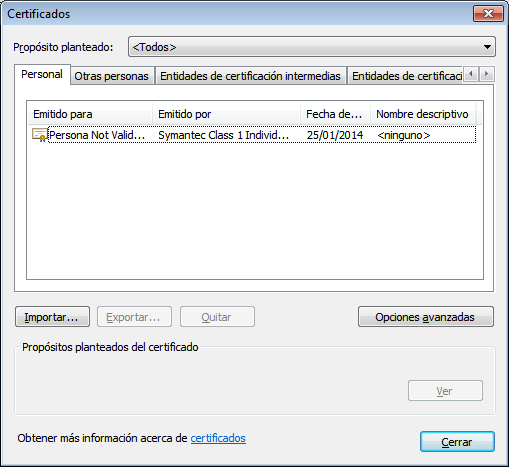 Certificados
Propósito planteado: <Todos>
Personal Otras personas Entidades de certificación intermedias Entidades de certificaci
Emitido para Emitido por Fecha de... Nombre descriptivo
Persona Not Valid... Symantec Class 1 Individ... 25/01/2014 <ninguno>
Importar... Exportar... Quitar Opciones avanzadas
Propósitos planteados del certificado
Ver
Obtener más información acerca de certificados
Cerrar